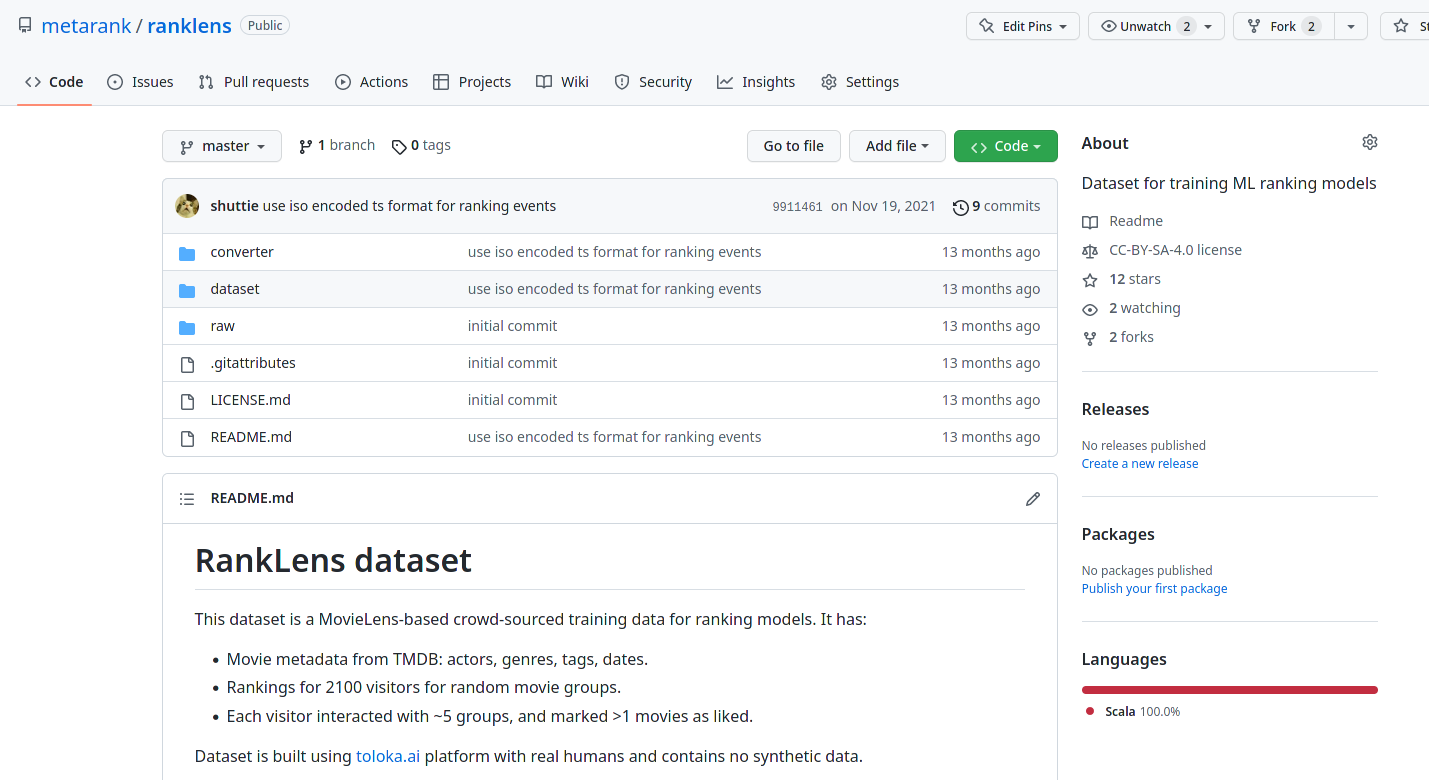 metarank / ranklens Public
Edit Pins Unwatch 2 Fork 2
Code Issues Pull requests Actions Projects Wiki Security Insights Settings
master 1 branch 0 tags Go to file Add file Code
shuttie use iso encoded ts format for ranking events 9911461 on Nov 19, 2021 9 commits
converter use iso encoded ts format for ranking events 13 months ago
dataset use iso encoded ts format for ranking events 13 months ago
raw initial commit 13 months ago
.gitattributes initial commit 13 months ago
LICENSE.md initial commit 13 months ago
README.md use iso encoded ts format for ranking events 13 months ago
README.md
RankLens dataset
This dataset is a MovieLens-based crowd-sourced training data for ranking models. It has:
• Movie metadata from TMDB: actors, genres, tags, dates.
• Rankings for 2100 visitors for random movie groups.
• Each visitor interacted with ~5 groups, and marked >1 movies as liked.
Dataset is built using toloka.ai platform with real humans and contains no synthetic data.
About
Dataset for training ML ranking models
Readme
CC-BY-SA-4.0 license
12 stars
2 watching
2 forks
Releases
No releases published
Create a new release
Packages
No packages published
Publish your first package
Languages
Scala 100.0%